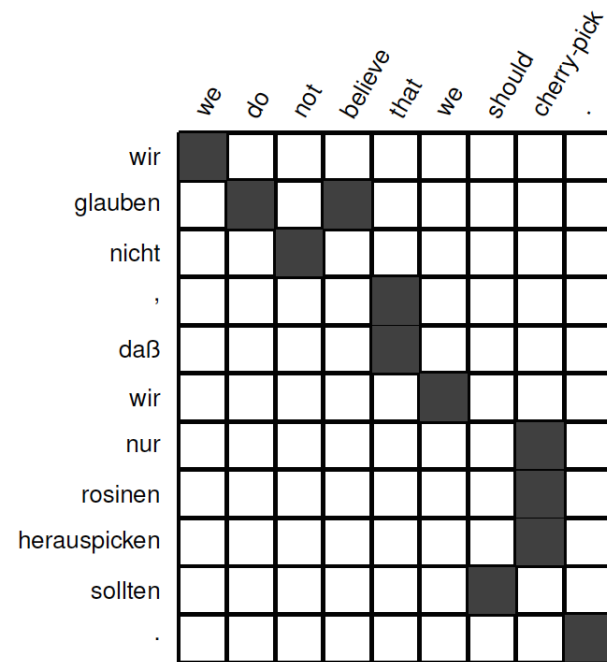 we do not believe that we should cherry-pick .
wir
glauben
nicht
,
daß
wir
nur
rosinen
herauspicken
sollten
.